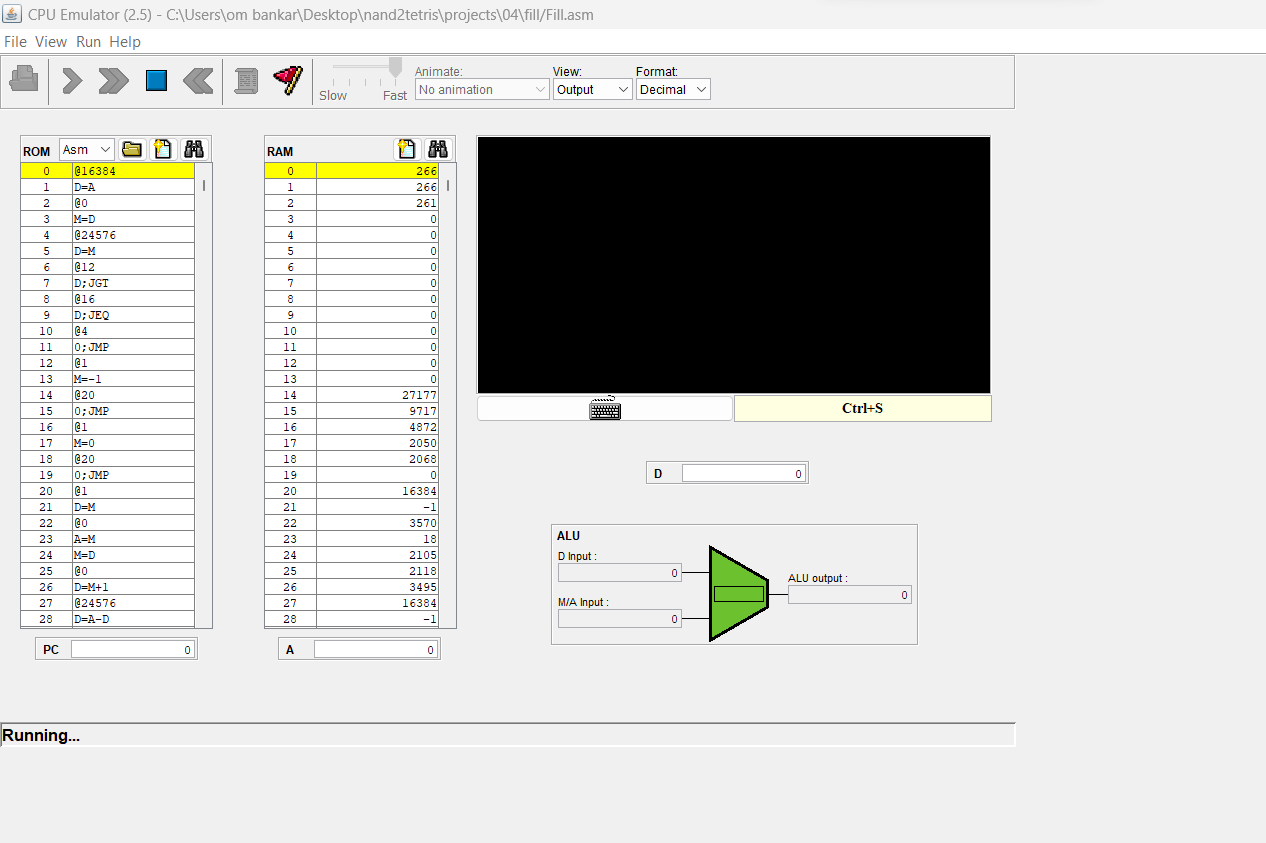 CPU Emulator (2.5) - C:\Users\om bankar\Desktop\nand2tetris\projects\04\fill/Fill.asm
File View Run Help
Animate: View: Format:
Slow Fast No animation Output Decimal
ROM Asm
0 @16384
1 D=A
2 @0
3 M=D
4 @24576
5 D=M
6 @12
7 D;JGT
8 @16
9 D;JEQ
10 @4
11 0;JMP
12 @1
13 M=-1
14 @20
15 0;JMP
16 @1
17 M=0
18 @20
19 0;JMP
20 @1
21 D=M
22 @0
23 A=M
24 M=D
25 @0
26 D=M+1
27 @24576
28 D=A-D
PC 0
RAM
0 266
1 266
2 261
3 0
4 0
5 0
6 0
7 0
8 0
9 0
10 0
11 0
12 0
13 0
14 27177
15 9717
16 4872
17 2050
18 2068
19 0
20 16384
21 -1
22 3570
23 18
24 2105
25 2118
26 3495
27 16384
28 -1
A 0
Ctrl+S
D 0
ALU
D Input :
0
M/A Input :
0
ALU output :
0
Running...